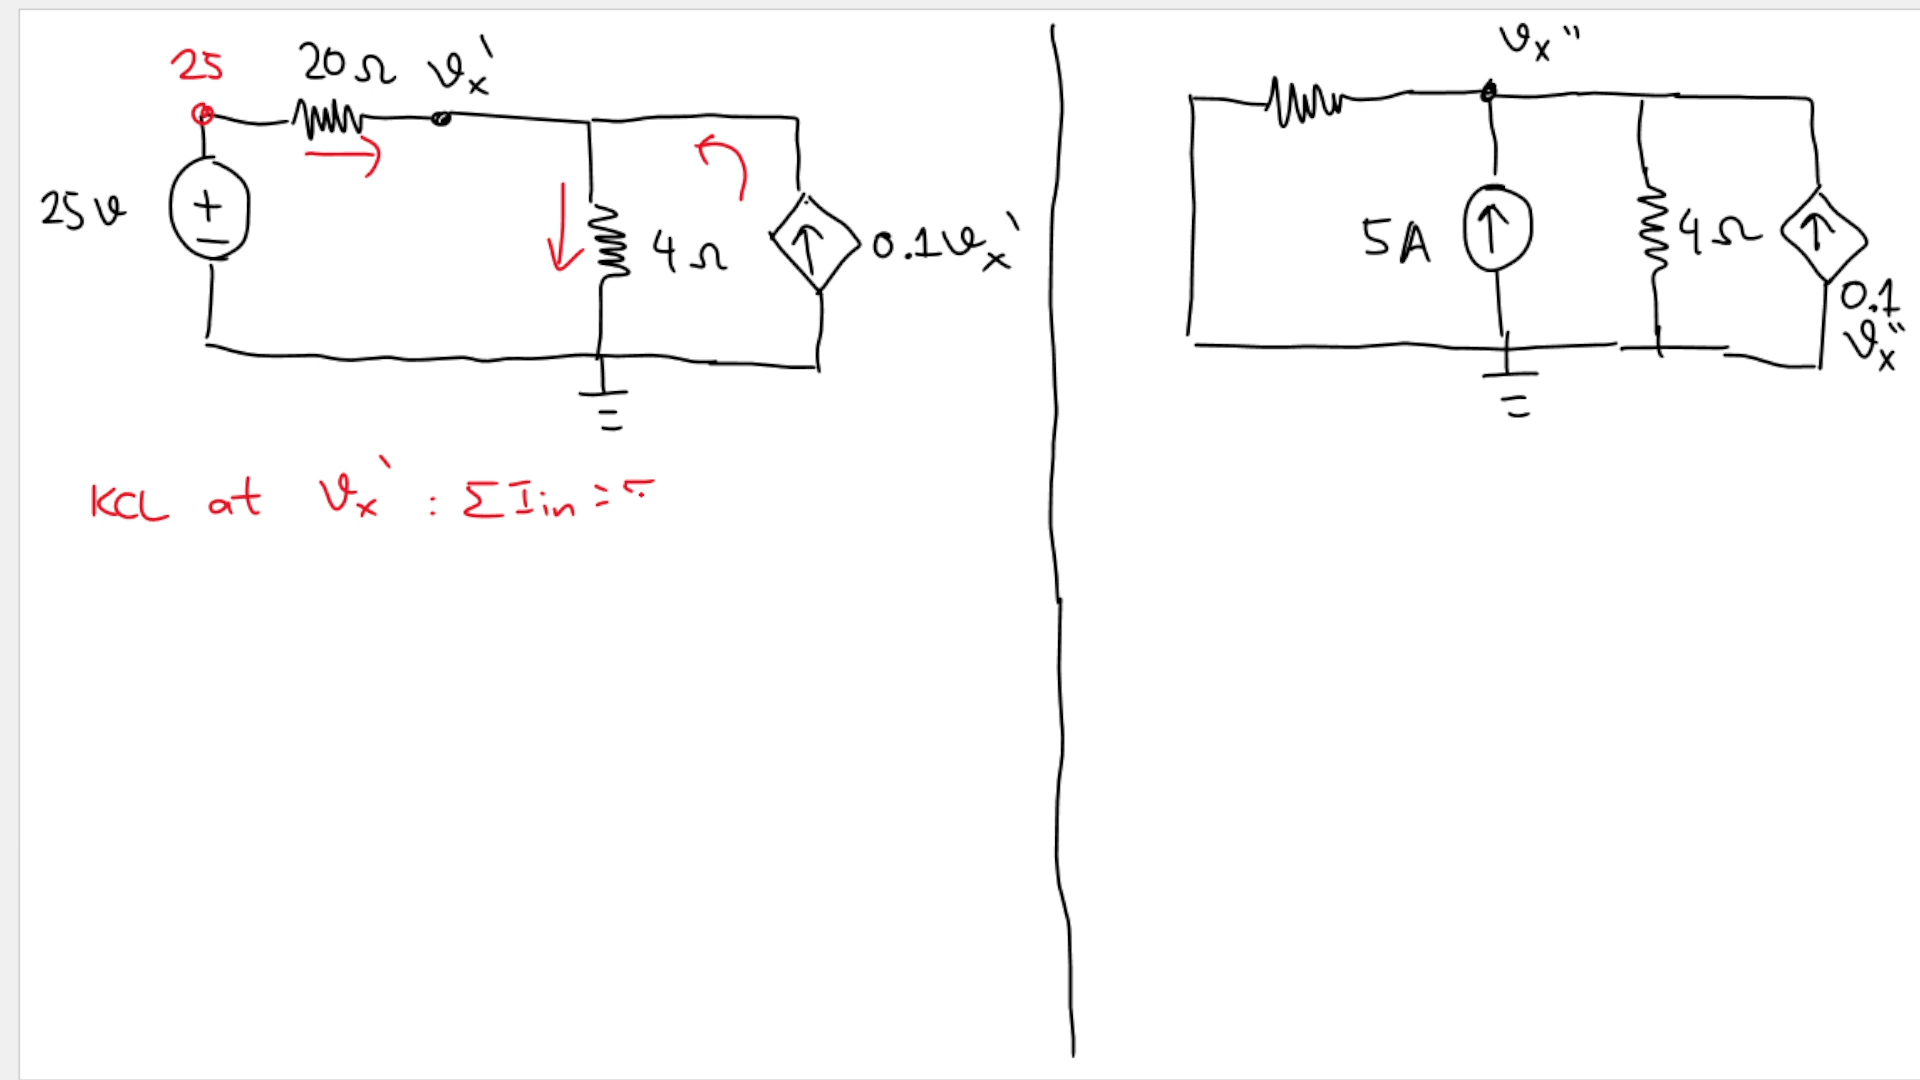 25
20Ω vx'
25v
+
−
4Ω
0.1vx'
KCL at vx' : ΣIin =
vx"
5A
4Ω
0.1
vx"